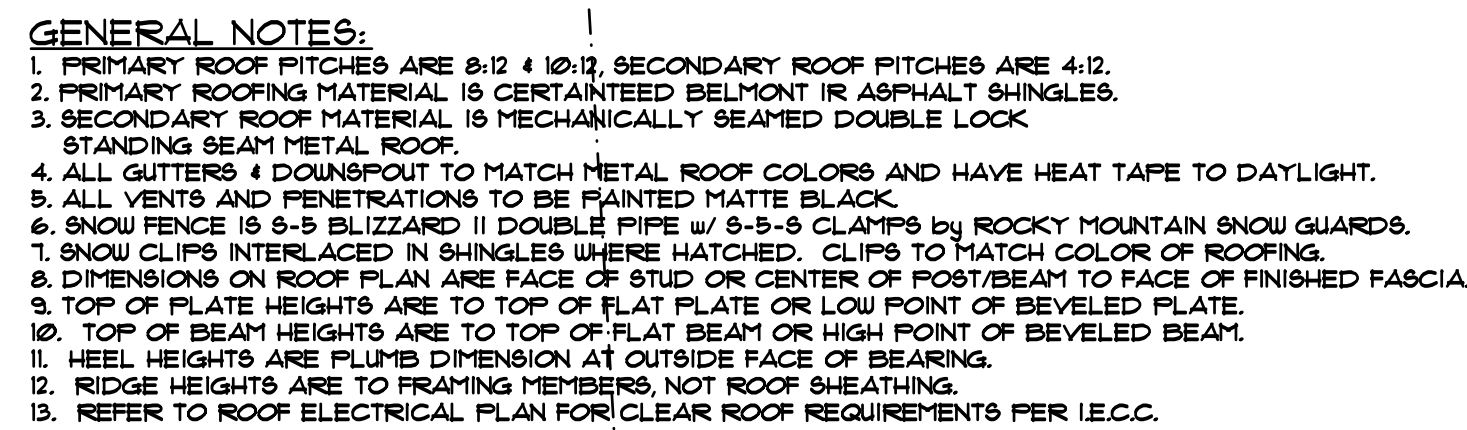 GENERAL NOTES:
1. PRIMARY ROOF PITCHES ARE 8:12 & 10:12, SECONDARY ROOF PITCHES ARE 4:12.
2. PRIMARY ROOFING MATERIAL IS CERTAINTEED BELMONT IR ASPHALT SHINGLES.
3. SECONDARY ROOF MATERIAL IS MECHANICALLY SEAMED DOUBLE LOCK
STANDING SEAM METAL ROOF.
4. ALL GUTTERS & DOWNSPOUT TO MATCH METAL ROOF COLORS AND HAVE HEAT TAPE TO DAYLIGHT.
5. ALL VENTS AND PENETRATIONS TO BE PAINTED MATTE BLACK.
6. SNOW FENCE IS S-5 BLIZZARD II DOUBLE PIPE w/ S-5-S CLAMPS by ROCKY MOUNTAIN SNOW GUARDS.
7. SNOW CLIPS INTERLACED IN SHINGLES WHERE HATCHED. CLIPS TO MATCH COLOR OF ROOFING.
8. DIMENSIONS ON ROOF PLAN ARE FACE OF STUD OR CENTER OF POST/BEAM TO FACE OF FINISHED FASCIA.
9. TOP OF PLATE HEIGHTS ARE TO TOP OF FLAT PLATE OR LOW POINT OF BEVELED PLATE.
10. TOP OF BEAM HEIGHTS ARE TO TOP OF FLAT BEAM OR HIGH POINT OF BEVELED BEAM.
11. HEEL HEIGHTS ARE PLUMB DIMENSION AT OUTSIDE FACE OF BEARING.
12. RIDGE HEIGHTS ARE TO FRAMING MEMBERS, NOT ROOF SHEATHING.
13. REFER TO ROOF ELECTRICAL PLAN FOR CLEAR ROOF REQUIREMENTS PER I.E.C.C.